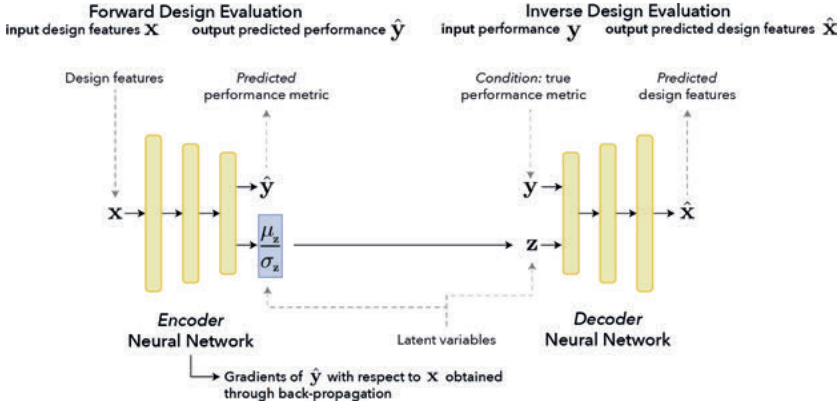 Forward Design Evaluation
input design features x output predicted performance ŷ
Inverse Design Evaluation
input performance y output predicted design features x̂
Design features
Predicted
performance metric
Condition: true
performance metric
Predicted
design features
x
ŷ
μz
σz
y
z
x̂
Encoder
Neural Network
Latent variables
Decoder
Neural Network
Gradients of ŷ with respect to x obtained
through back-propagation